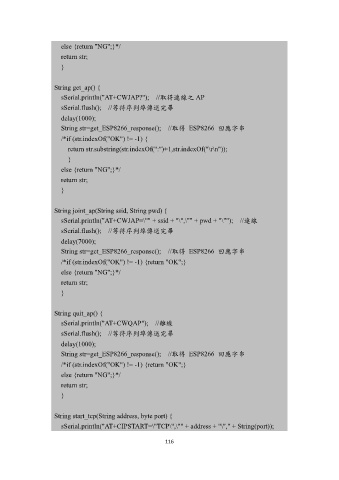 else {return "NG";}*/
return str;
}
String get_ap() {
sSerial.println("AT+CWJAP?"); //取得連線之 AP
sSerial.flush(); //等待序列埠傳送完畢
delay(1000);
String str=get_ESP8266_response(); //取得 ESP8266 回應字串
/*if (str.indexOf("OK") != -1) {
return str.substring(str.indexOf(":")+1,str.indexOf("\r\n"));
}
else {return "NG";}*/
return str;
}
String joint_ap(String ssid, String pwd) {
sSerial.println("AT+CWJAP=\"" + ssid + "\",\"" + pwd + "\""); //連線
sSerial.flush(); //等待序列埠傳送完畢
delay(7000);
String str=get_ESP8266_response(); //取得 ESP8266 回應字串
/*if (str.indexOf("OK") != -1) {return "OK";}
else {return "NG";}*/
return str;
}
String quit_ap() {
sSerial.println("AT+CWQAP"); //離線
sSerial.flush(); //等待序列埠傳送完畢
delay(1000);
String str=get_ESP8266_response(); //取得 ESP8266 回應字串
/*if (str.indexOf("OK") != -1) {return "OK";}
else {return "NG";}*/
return str;
}
String start_tcp(String address, byte port) {
sSerial.println("AT+CIPSTART=\"TCP\",\"" + address + "\"," + String(port));
116